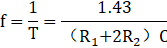 f = 1/T = 1.43/（R₁+2R₂）C